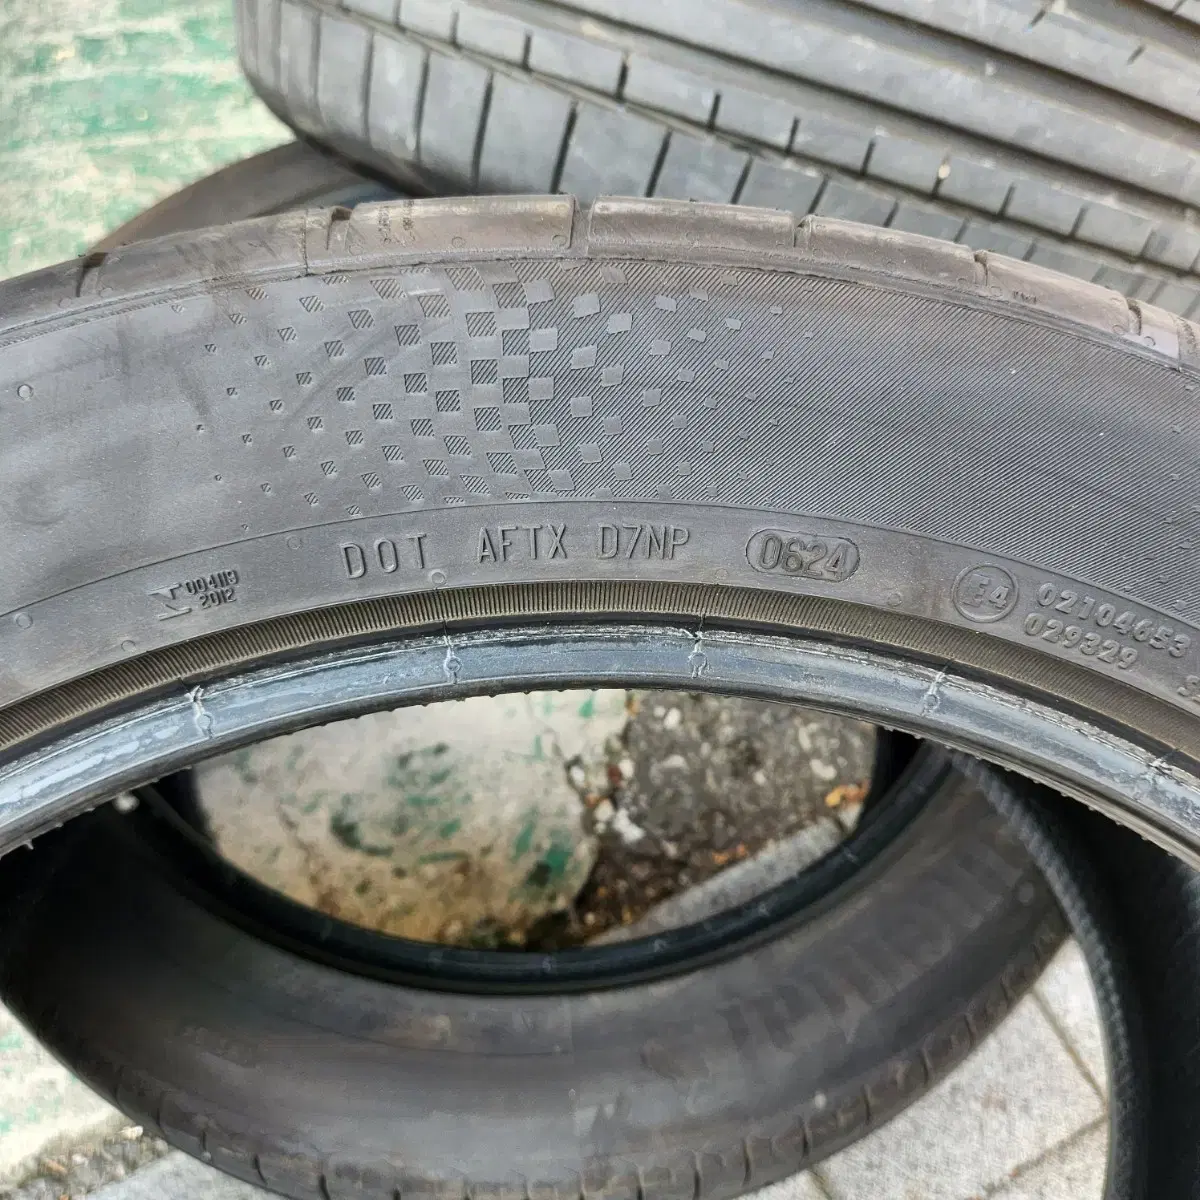 DOT AFTX D7NP 0624
004119
2012
E4 02104653
029329